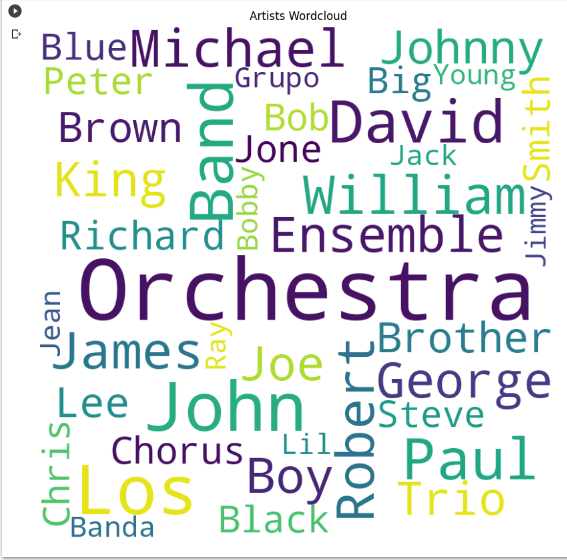 Artists Wordcloud
Blue Michael Johnny
Peter Grupo Big Young
Brown Band Bob David Smith
Jone Jack
King Bobby William Jimmy
Richard Ensemble
Orchestra
Jean James Ray Joe Brother
Lee John Robert George
Steve
Chris Chorus Lil Paul
Los Boy Trio
Banda Black